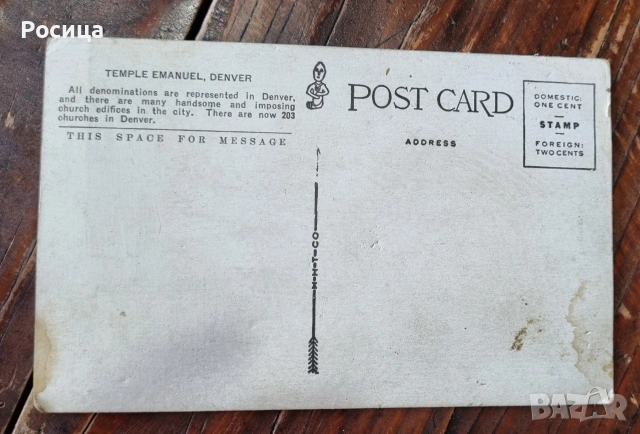 Росица
TEMPLE EMANUEL, DENVER
All denominations are represented in Denver,
and there are many handsome and imposing
church edifices in the city. There are now 203
churches in Denver.
THIS SPACE FOR MESSAGE
POST CARD
ADDRESS
DOMESTIC:
ONE CENT
STAMP
FOREIGN:
TWO CENTS
H-H-T-CO
BAZAR